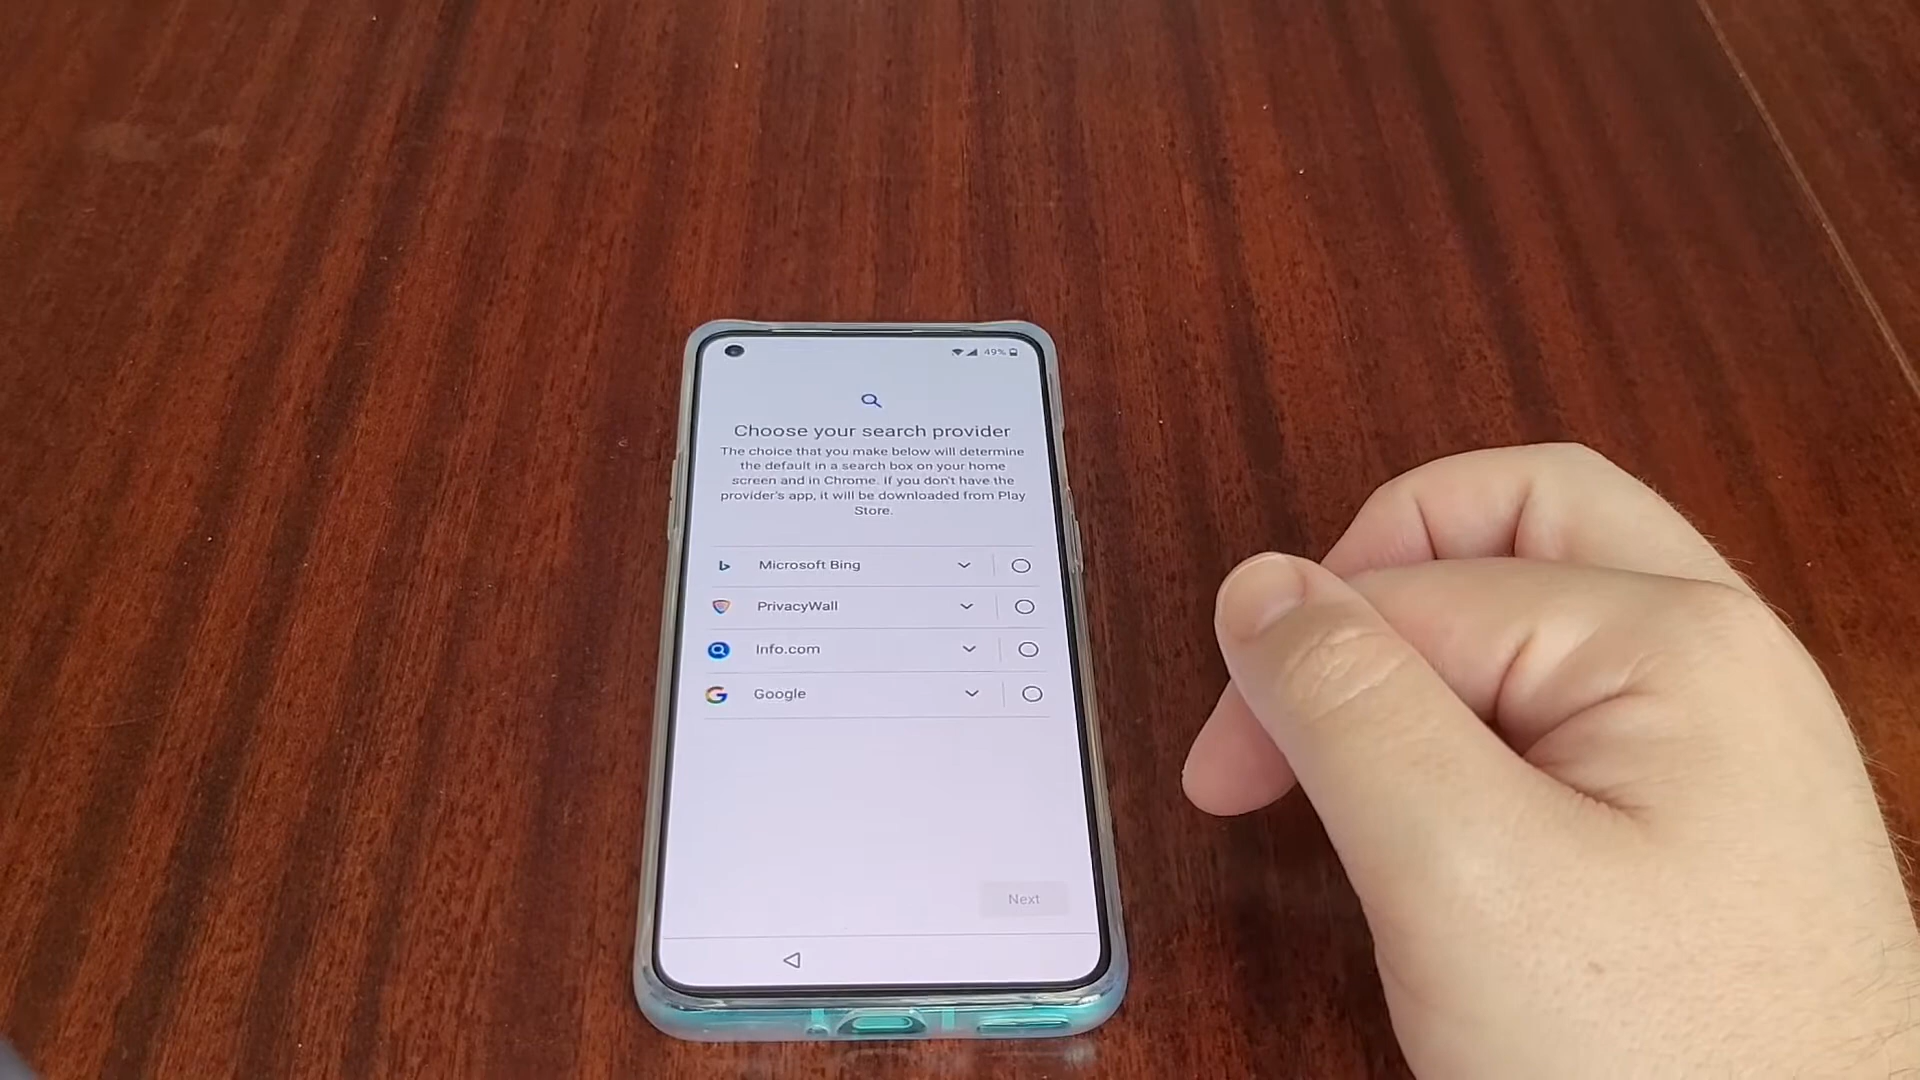 49%
Choose your search provider
The choice that you make below will determine
the default in a search box on your home
screen and in Chrome. If you don't have the
provider's app, it will be downloaded from Play
Store.
Microsoft Bing
PrivacyWall
Info.com
Google
Next